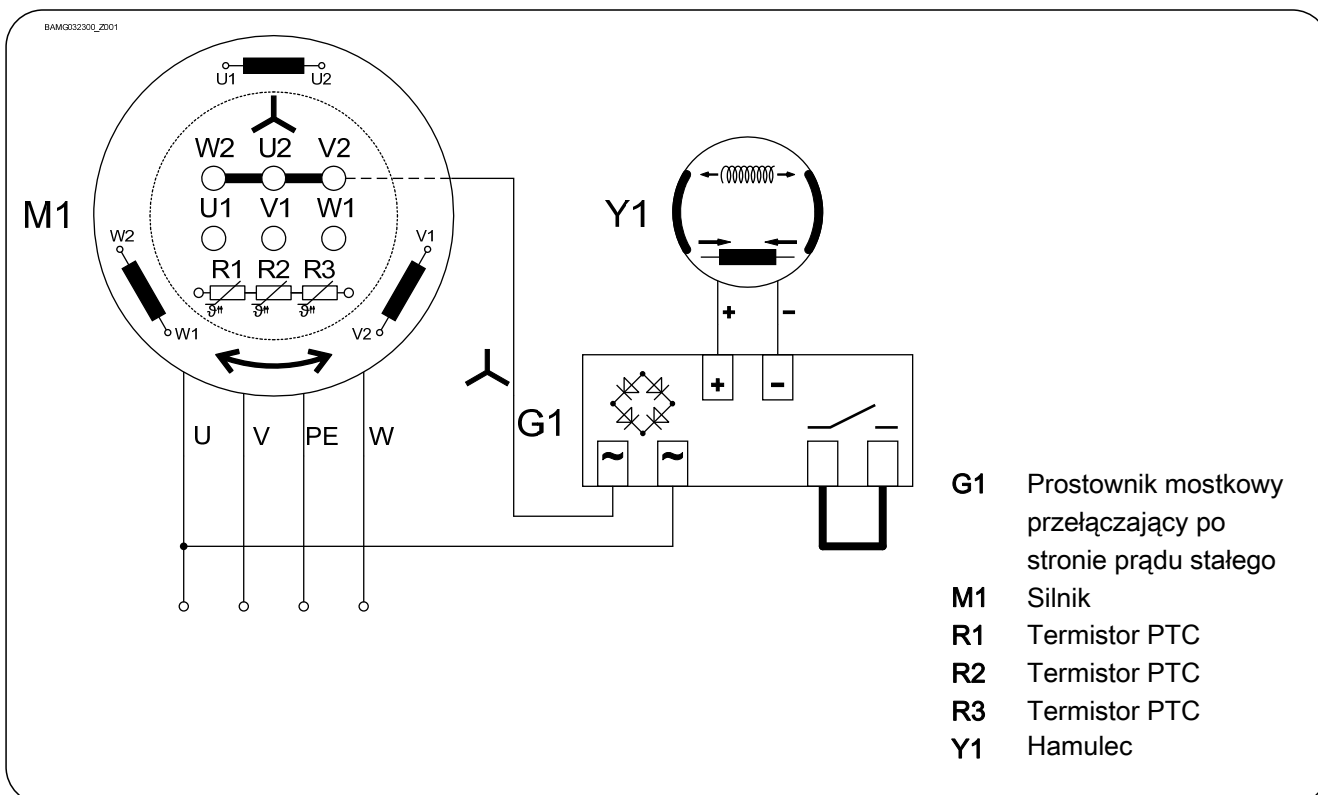 BAMG032300_Z001
U1 U2
W2 U2 V2
M1
U1 V1 W1
W2 V1
R1 R2 R3
ϑ ϑ ϑ
W1 V2
Y1
+ -
+ -
G1
~ ~
U V PE W
G1 Prostownik mostkowy
przełączający po
stronie prądu stałego
M1 Silnik
R1 Termistor PTC
R2 Termistor PTC
R3 Termistor PTC
Y1 Hamulec